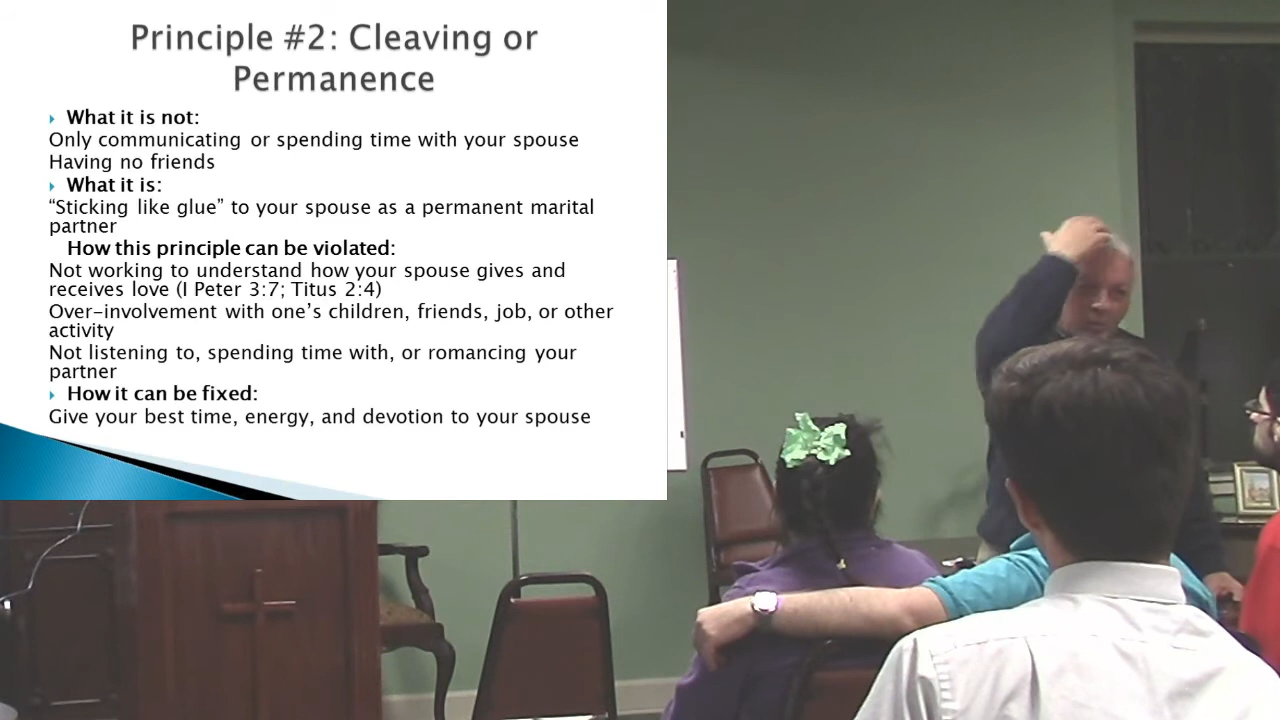 Principle #2: Cleaving or
Permanence
What it is not:
Only communicating or spending time with your spouse
Having no friends
What it is:
“Sticking like glue” to your spouse as a permanent marital
partner
How this principle can be violated:
Not working to understand how your spouse gives and
receives love (I Peter 3:7; Titus 2:4)
Over-involvement with one’s children, friends, job, or other
activity
Not listening to, spending time with, or romancing your
partner
How it can be fixed:
Give your best time, energy, and devotion to your spouse